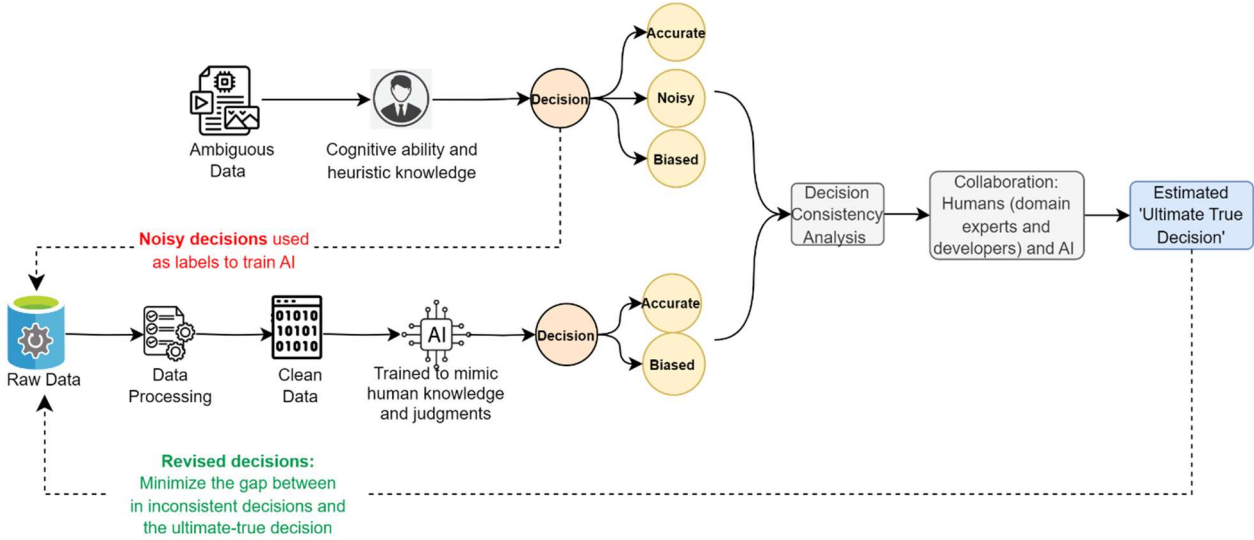 Accurate
Decision
Noisy
Biased
Ambiguous
Data
Cognitive ability and
heuristic knowledge
Decision
Consistency
Analysis
Collaboration:
Humans (domain
experts and
developers) and AI
Estimated
'Ultimate True
Decision'
Noisy decisions used
as labels to train AI
Raw Data
Data
Processing
01010
10101
01010
Clean
Data
AI
Trained to mimic
human knowledge
and judgments
Decision
Accurate
Biased
Revised decisions:
Minimize the gap between
in inconsistent decisions and
the ultimate-true decision